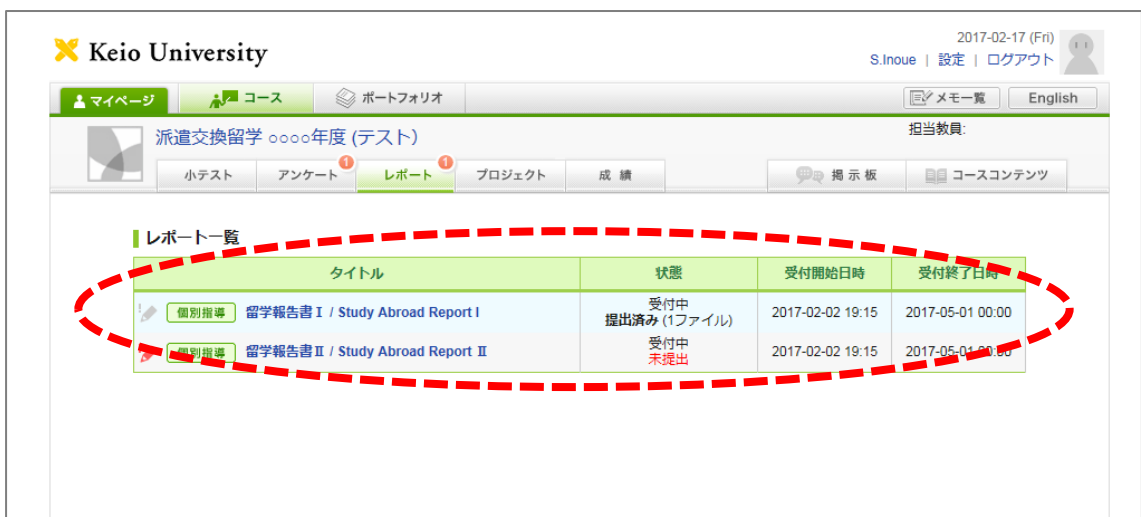 Keio University
2017-02-17 (Fri)
S.Inoue | 設定 | ログアウト
マイページ コース ポートフォリオ メモ一覧 English
派遣交換留学 ○○○○年度 (テスト)
担当教員:
小テスト アンケート 1 レポート 1 プロジェクト 成 績 掲 示 板 コースコンテンツ
レポート一覧
タイトル 状態 受付開始日時 受付終了日時
個別指導 留学報告書Ⅰ / Study Abroad Report I 受付中 2017-02-02 19:15 2017-05-01 00:00
提出済み (1ファイル)
個別指導 留学報告書Ⅱ / Study Abroad Report Ⅱ 受付中 2017-02-02 19:15 2017-05-01 00:00
未提出